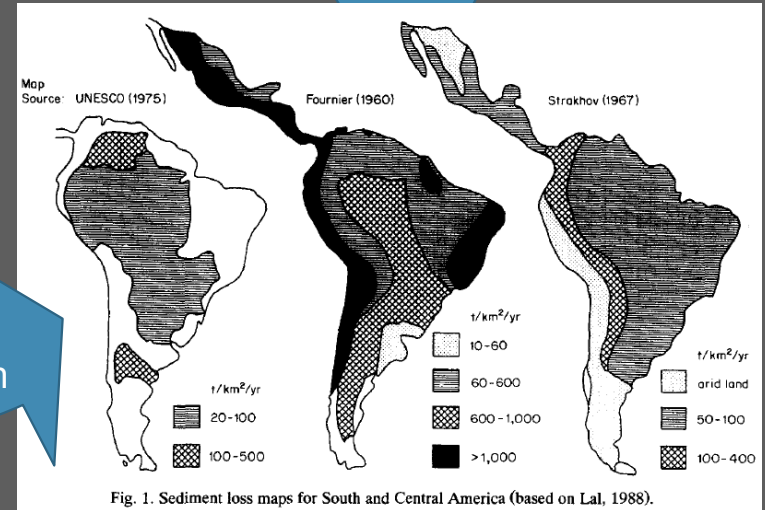 Map
Source: UNESCO (1975)
Fournier (1960)
Strakhov (1967)
t/km²/yr
20-100
100-500
t/km²/yr
10-60
60-600
600-1,000
>1,000
t/km²/yr
arid land
50-100
100-400
n
Fig. 1. Sediment loss maps for South and Central America (based on Lal, 1988).